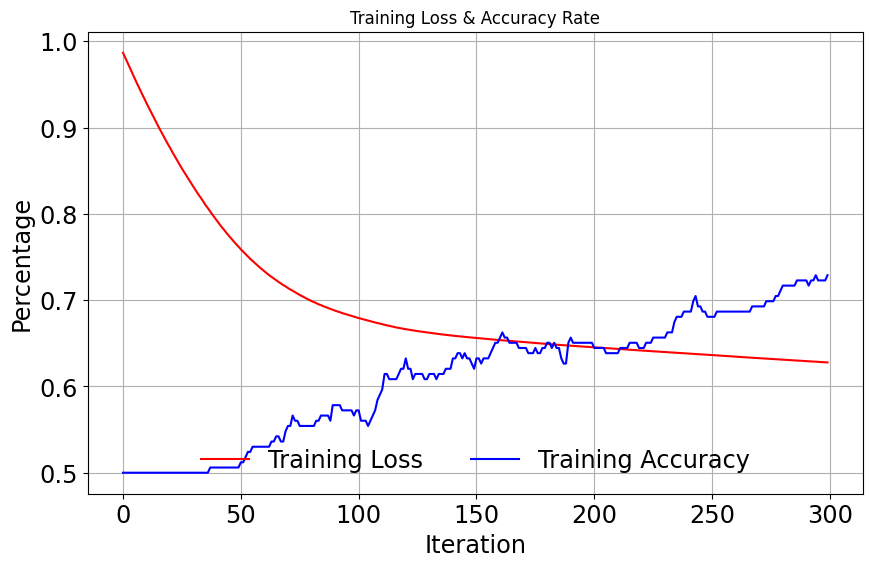 Training Loss & Accuracy Rate
1.0
0.9
0.8
0.7
0.6
0.5
Percentage
Training Loss Training Accuracy
0 50 100 150 200 250 300
Iteration